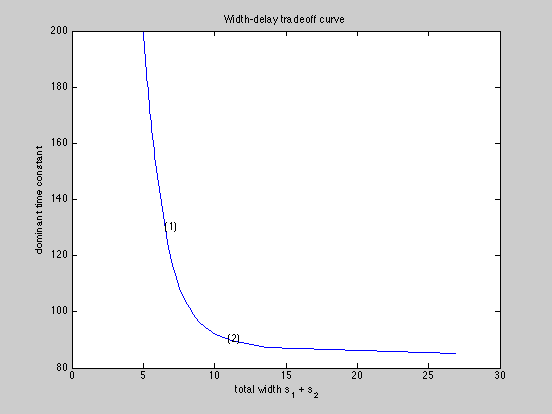 Width-delay tradeoff curve
200
180
160
140
120
100
80
dominant time constant
(1)
(2)
0 5 10 15 20 25 30
total width s₁ + s₂